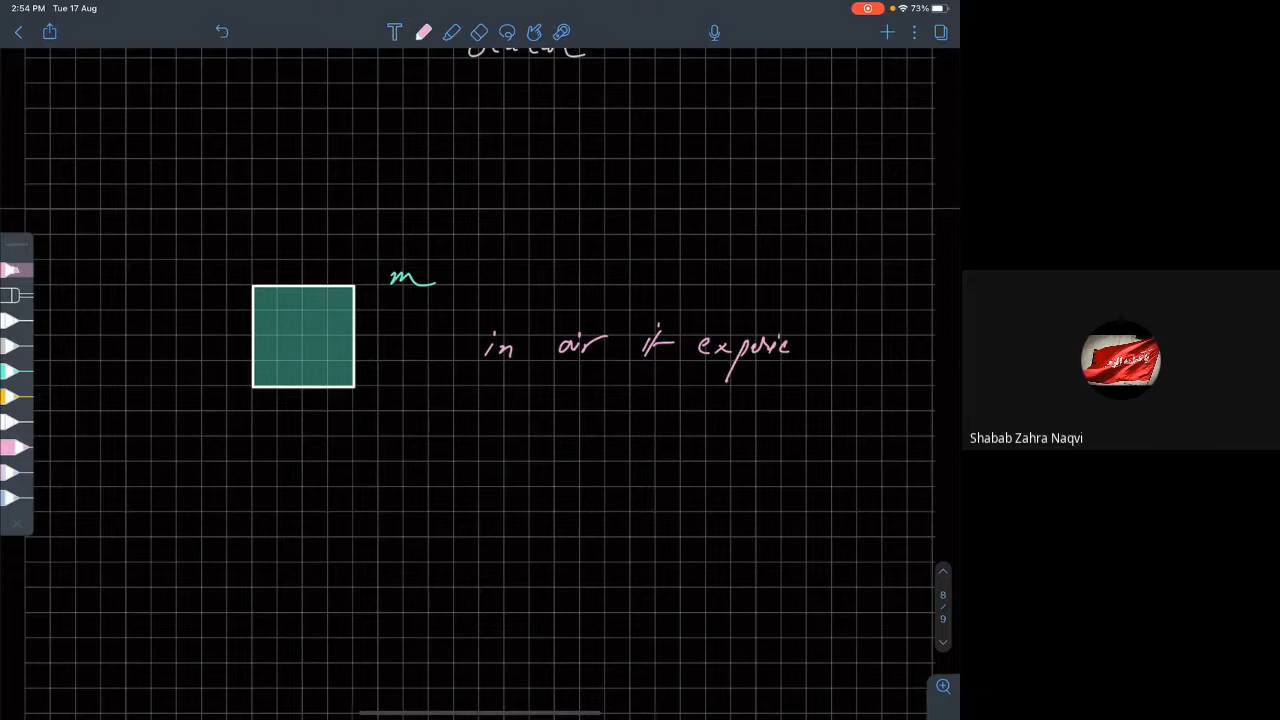 2:54 PM Tue 17 Aug
73%
m
in air it experie
8
/
9
Shabab Zahra Naqvi